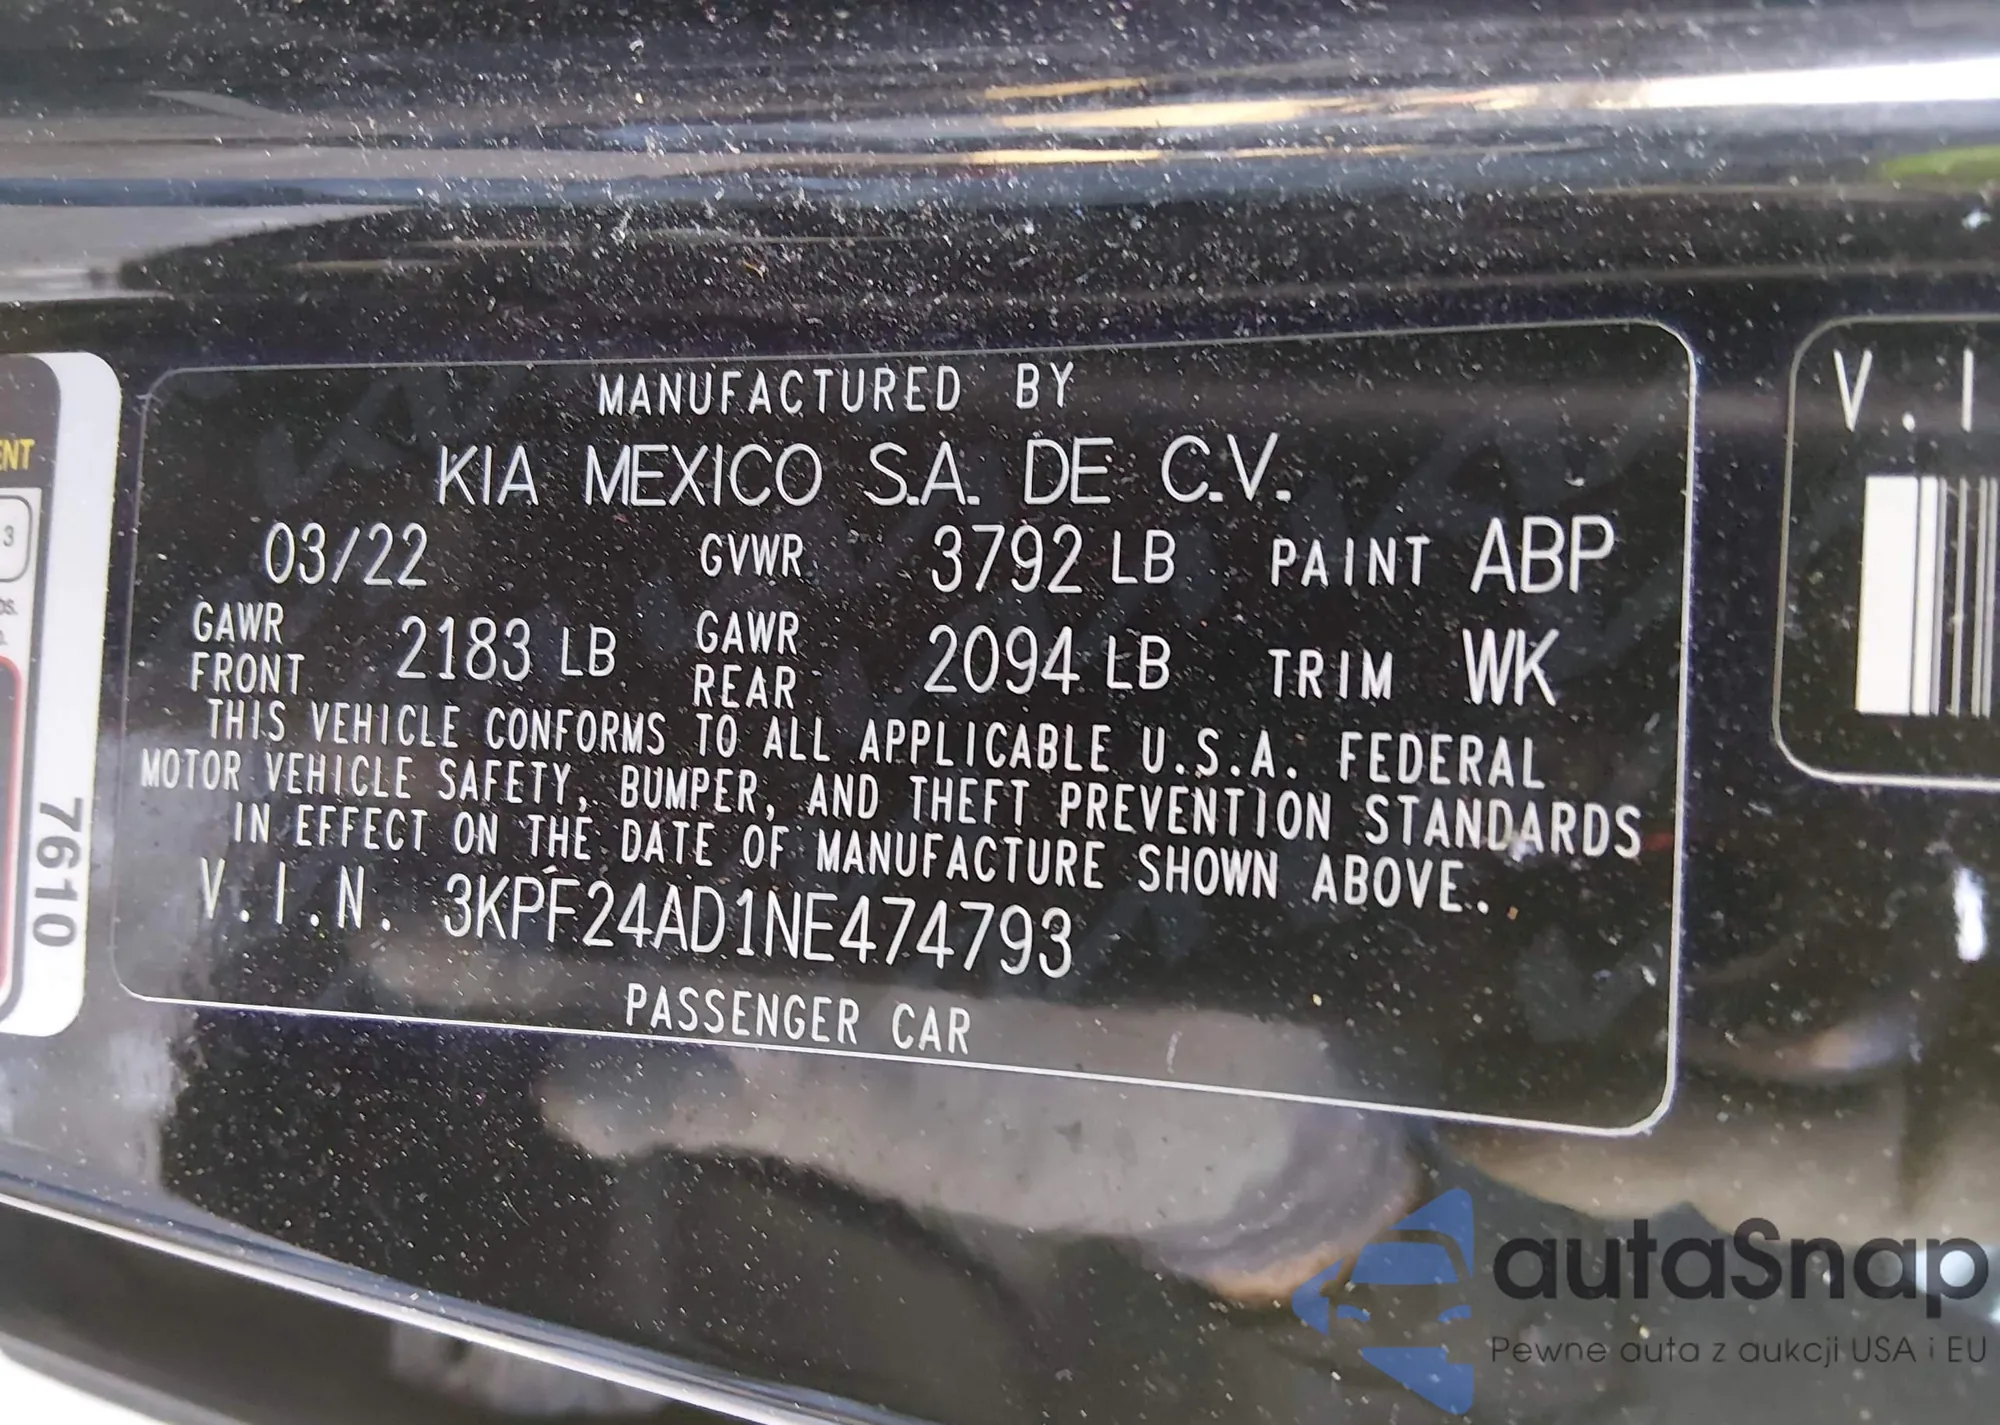 MANUFACTURED BY
KIA MEXICO S.A. DE C.V.
03/22 GVWR 3792 LB PAINT ABP
GAWR FRONT 2183 LB GAWR REAR 2094 LB TRIM WK
THIS VEHICLE CONFORMS TO ALL APPLICABLE U.S.A. FEDERAL
MOTOR VEHICLE SAFETY, BUMPER, AND THEFT PREVENTION STANDARDS
IN EFFECT ON THE DATE OF MANUFACTURE SHOWN ABOVE.
V.I.N. 3KPF24AD1NE474793
PASSENGER CAR
ENT
3
7610
V.I
autaSnap
Pewne auta z aukcji USA i EU